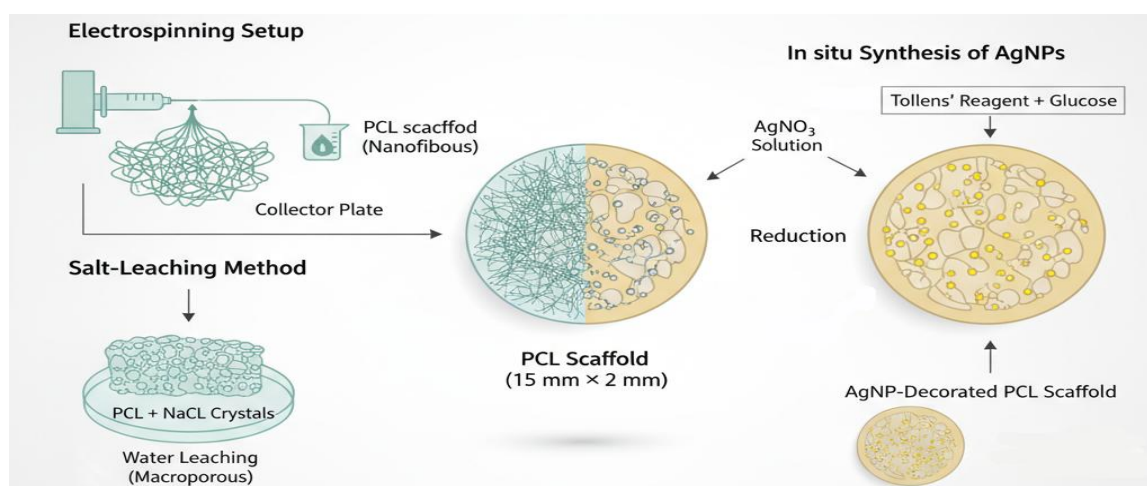 Electrospinning Setup
PCL scacffod
(Nanofibous)
Collector Plate
Salt-Leaching Method
PCL + NaCL Crystals
Water Leaching
(Macroporous)
PCL Scaffold
(15 mm × 2 mm)
In situ Synthesis of AgNPs
Tollens’ Reagent + Glucose
AgNO₃
Solution
Reduction
AgNP-Decorated PCL Scaffold